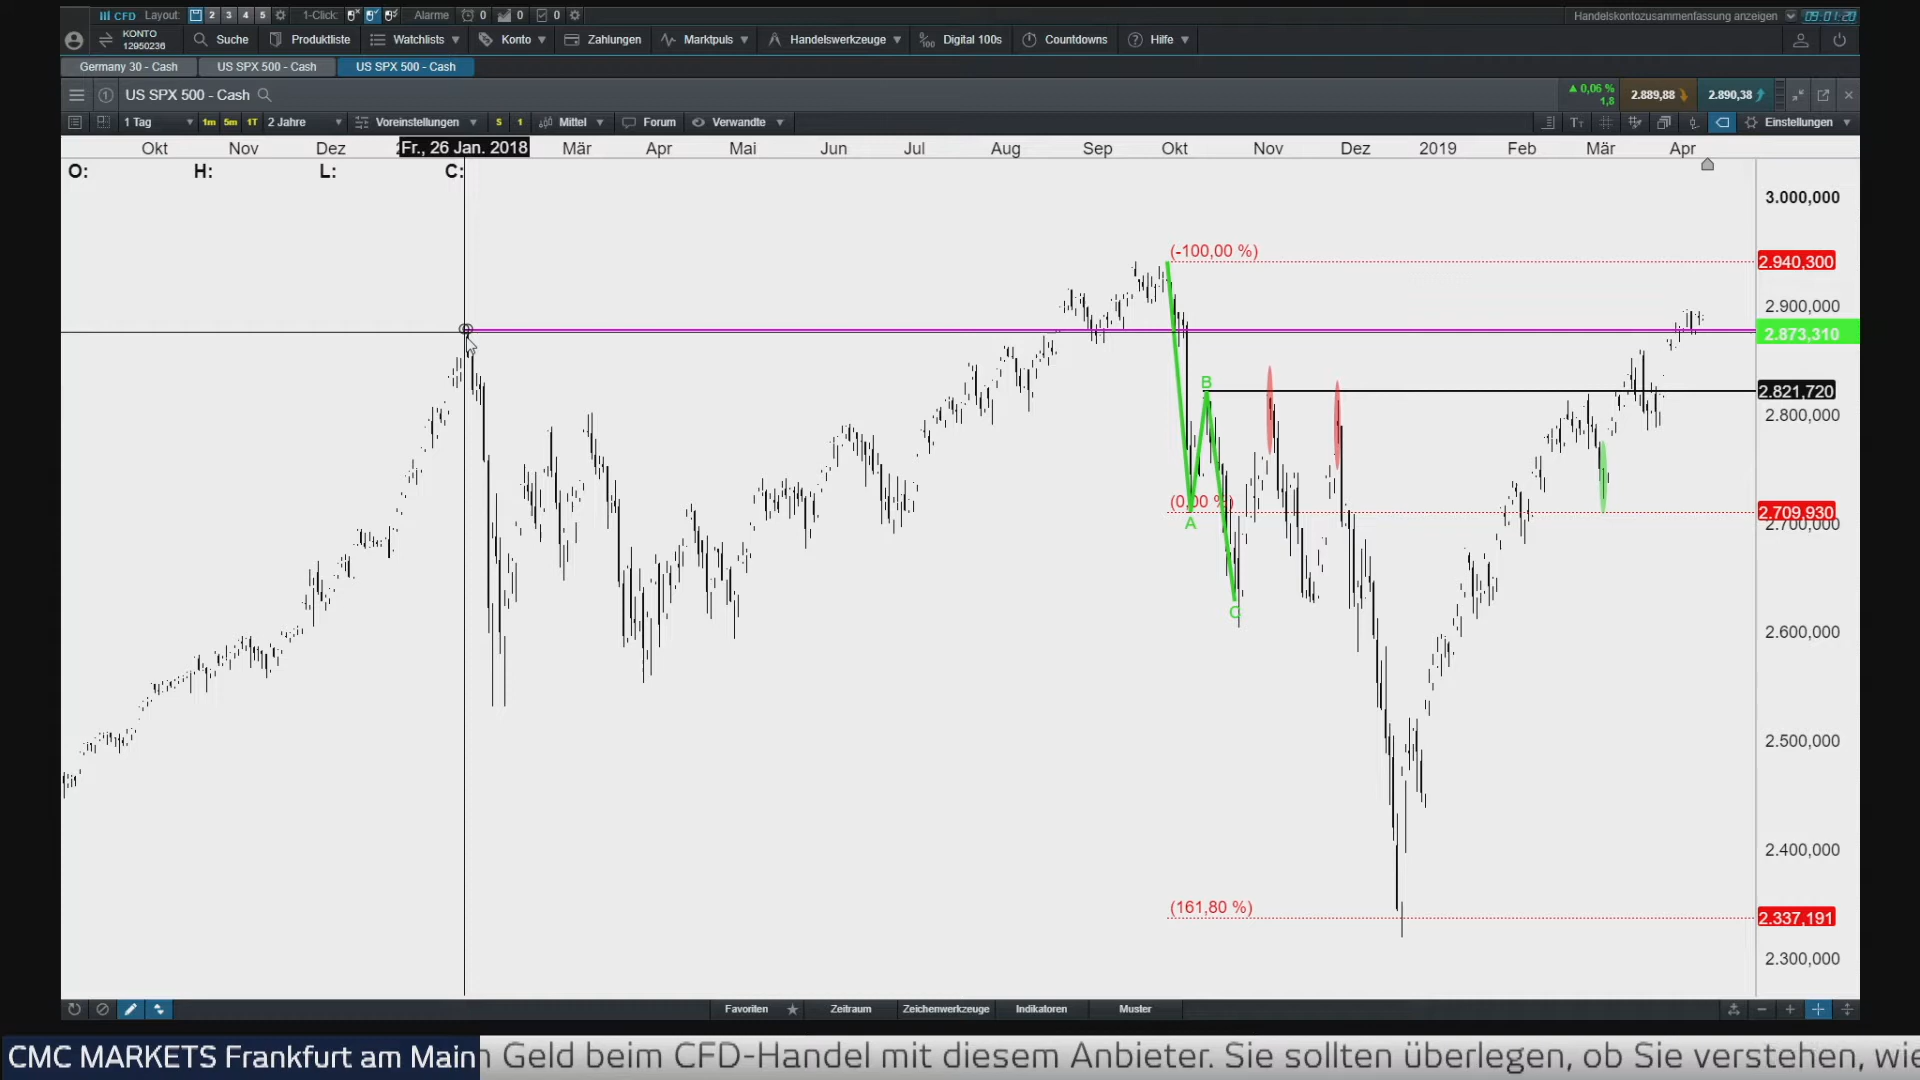 CFD Layout: 2 3 4 5 1-Click: Alarme 0 0 0 Handelskontozusammenfassung anzeigen 09:01:20
KONTO
12950236
Suche Produktliste Watchlists Konto Zahlungen Marktpuls Handelswerkzeuge Digital 100s Countdowns Hilfe
Germany 30 - Cash US SPX 500 - Cash US SPX 500 - Cash
1 US SPX 500 - Cash 0,06 % 2.889,88 2.890,38
1,8
1 Tag 1m 5m 1T 2 Jahre Voreinstellungen S 1 Mittel Forum Verwandte Einstellungen
Okt Nov Dez Fr., 26 Jan. 2018 Mär Apr Mai Jun Jul Aug Sep Okt Nov Dez 2019 Feb Mär Apr
O: H: L: C:
3.000,000
(-100,00 %)
2.940,300
2.900,000
2.873,310
B
2.821,720
2.800,000
(0,00 %)
2.709,930
A
2.700,000
C
2.600,000
2.500,000
2.400,000
(161,80 %)
2.337,191
2.300,000
Favoriten Zeitraum Zeichenwerkzeuge Indikatoren Muster
CMC MARKETS Frankfurt am Main n Geld beim CFD-Handel mit diesem Anbieter. Sie sollten überlegen, ob Sie verstehen, wie